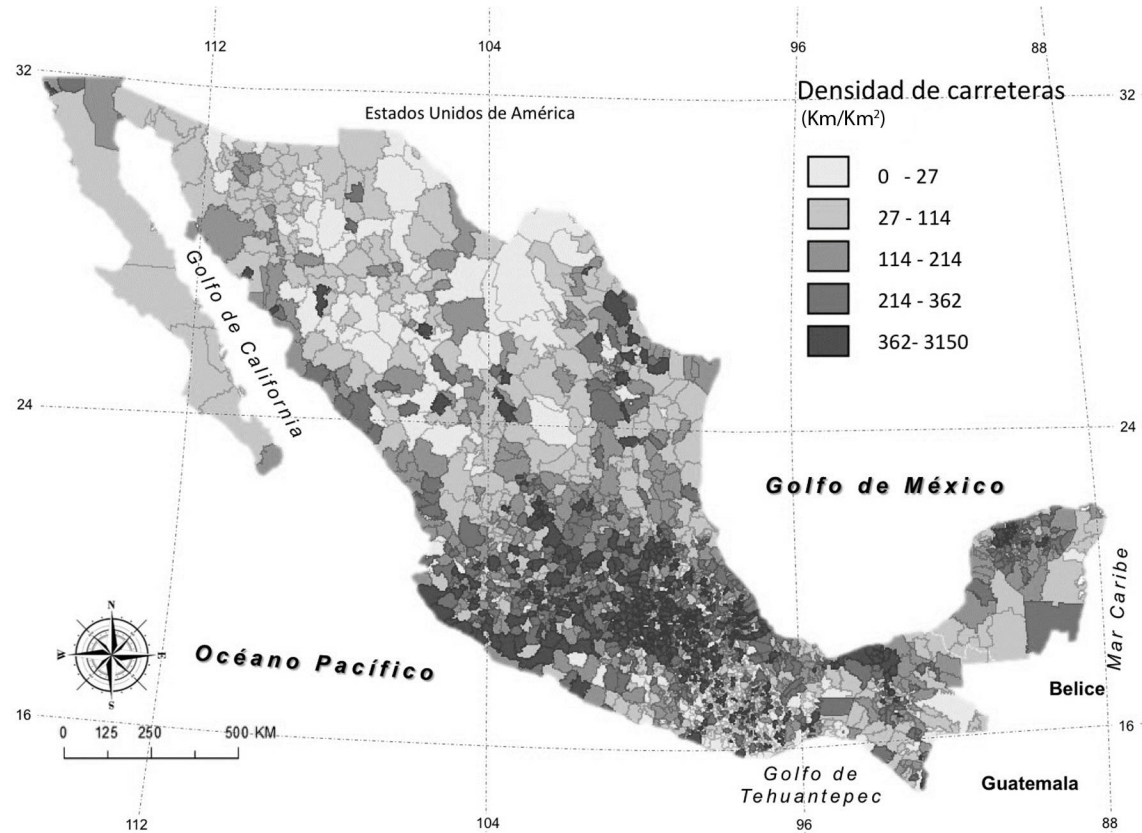 112
104
96
88
32
32
Estados Unidos de América
Densidad de carreteras
(Km/Km²)
0 - 27
27 - 114
114 - 214
214 - 362
362- 3150
Golfo de California
24
24
Golfo de México
Mar Caribe
N
W
E
S
Océano Pacífico
Belice
16
16
0 125 250 500 KM
Golfo de
Tehuantepec
Guatemala
112
104
96
88